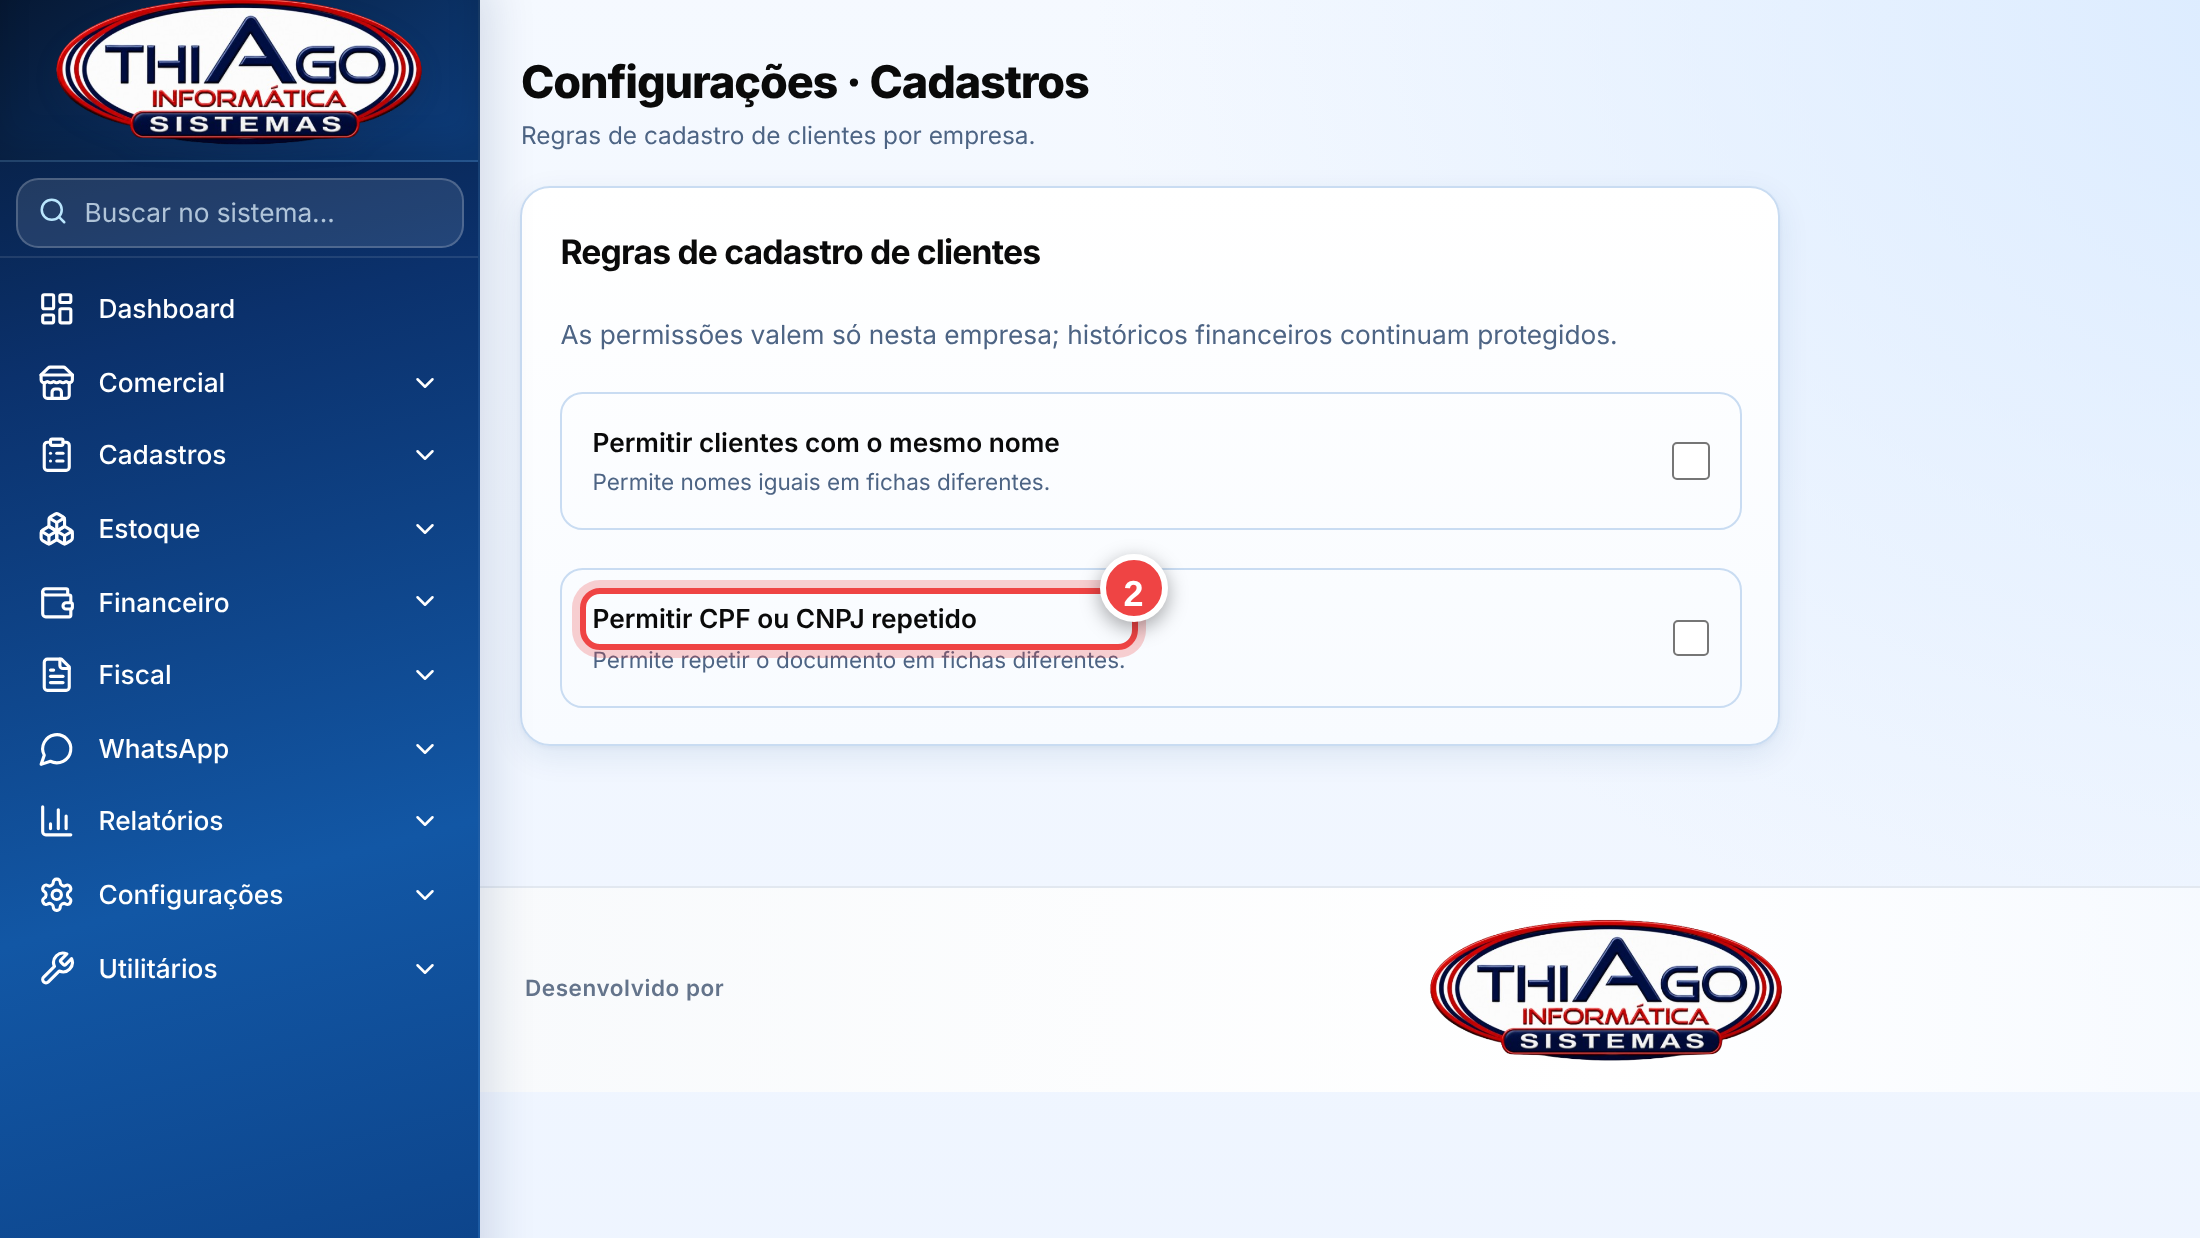 THIAGO
INFORMÁTICA
SISTEMAS
Buscar no sistema...
Dashboard
Comercial
Cadastros
Estoque
Financeiro
Fiscal
WhatsApp
Relatórios
Configurações
Utilitários
Configurações · Cadastros
Regras de cadastro de clientes por empresa.
Regras de cadastro de clientes
As permissões valem só nesta empresa; históricos financeiros continuam protegidos.
Permitir clientes com o mesmo nome
Permite nomes iguais em fichas diferentes.
2
Permitir CPF ou CNPJ repetido
Permite repetir o documento em fichas diferentes.
Desenvolvido por
THIAGO
INFORMÁTICA
SISTEMAS